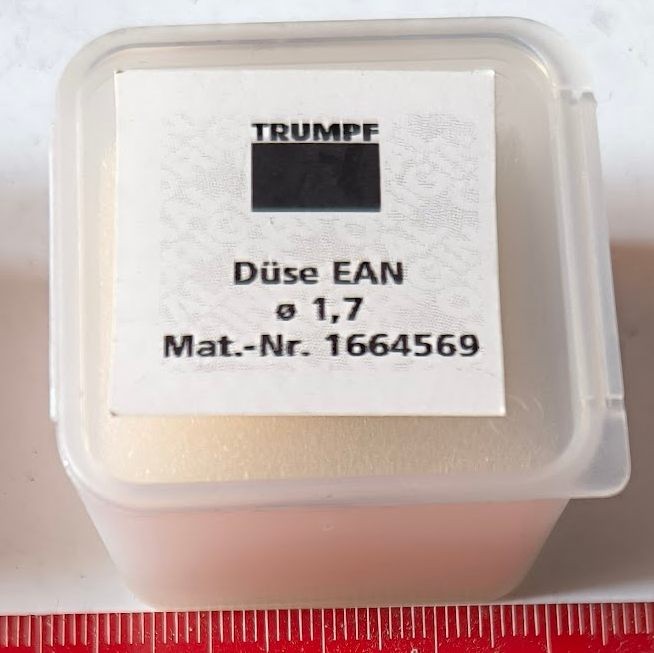 TRUMPF
Düse EAN
ø 1,7
Mat.-Nr. 1664569